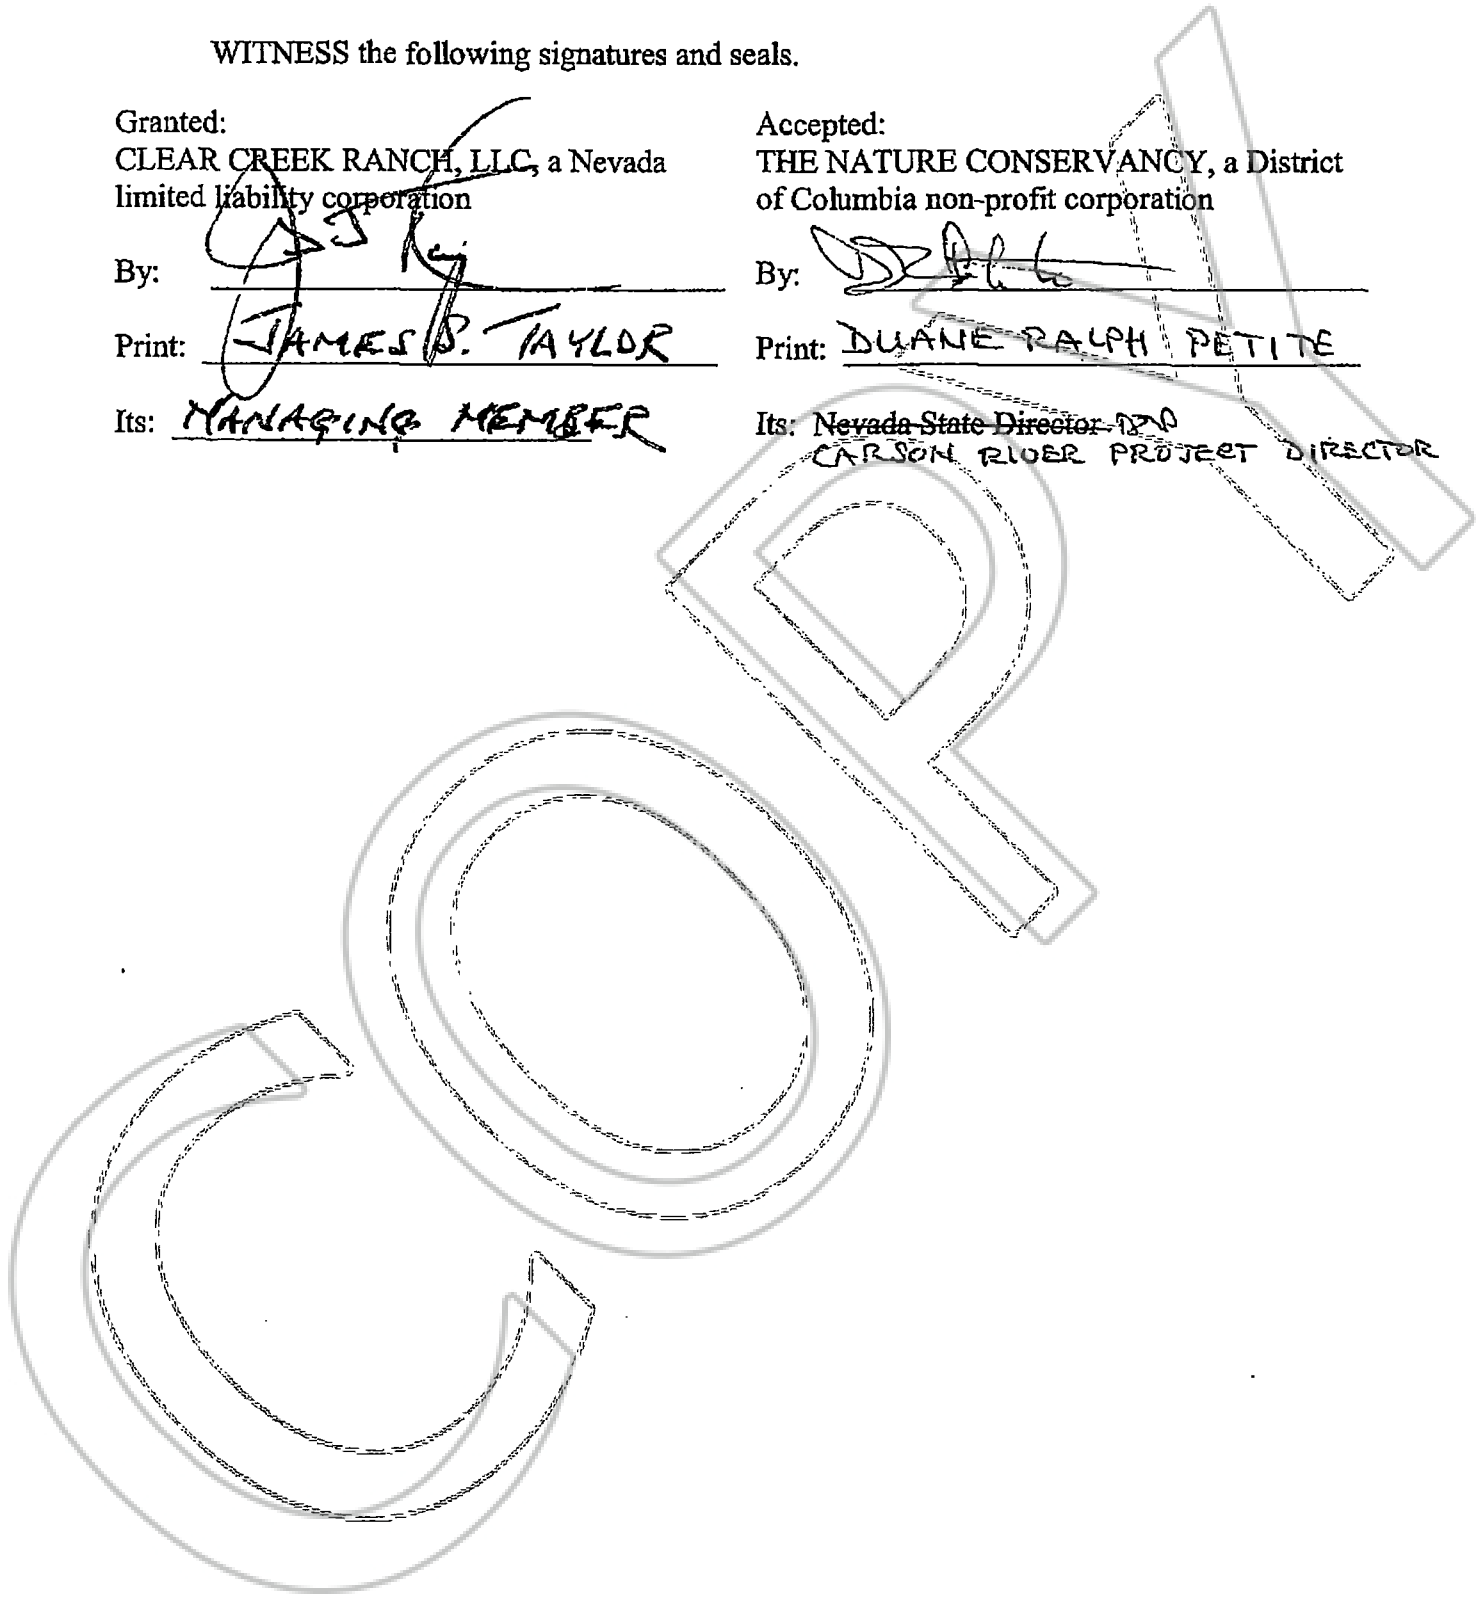 WITNESS the following signatures and seals.
Granted:
CLEAR CREEK RANCH, LLC, a Nevada
limited liability corporation
By:
Print: JAMES S. TAYLOR
Its: MANAGING MEMBER
Accepted:
THE NATURE CONSERVANCY, a District
of Columbia non-profit corporation
By:
Print: DUANE RALPH PETITE
Its: Nevada State Director DRP
CARSON RIVER PROJECT DIRECTOR
COPY